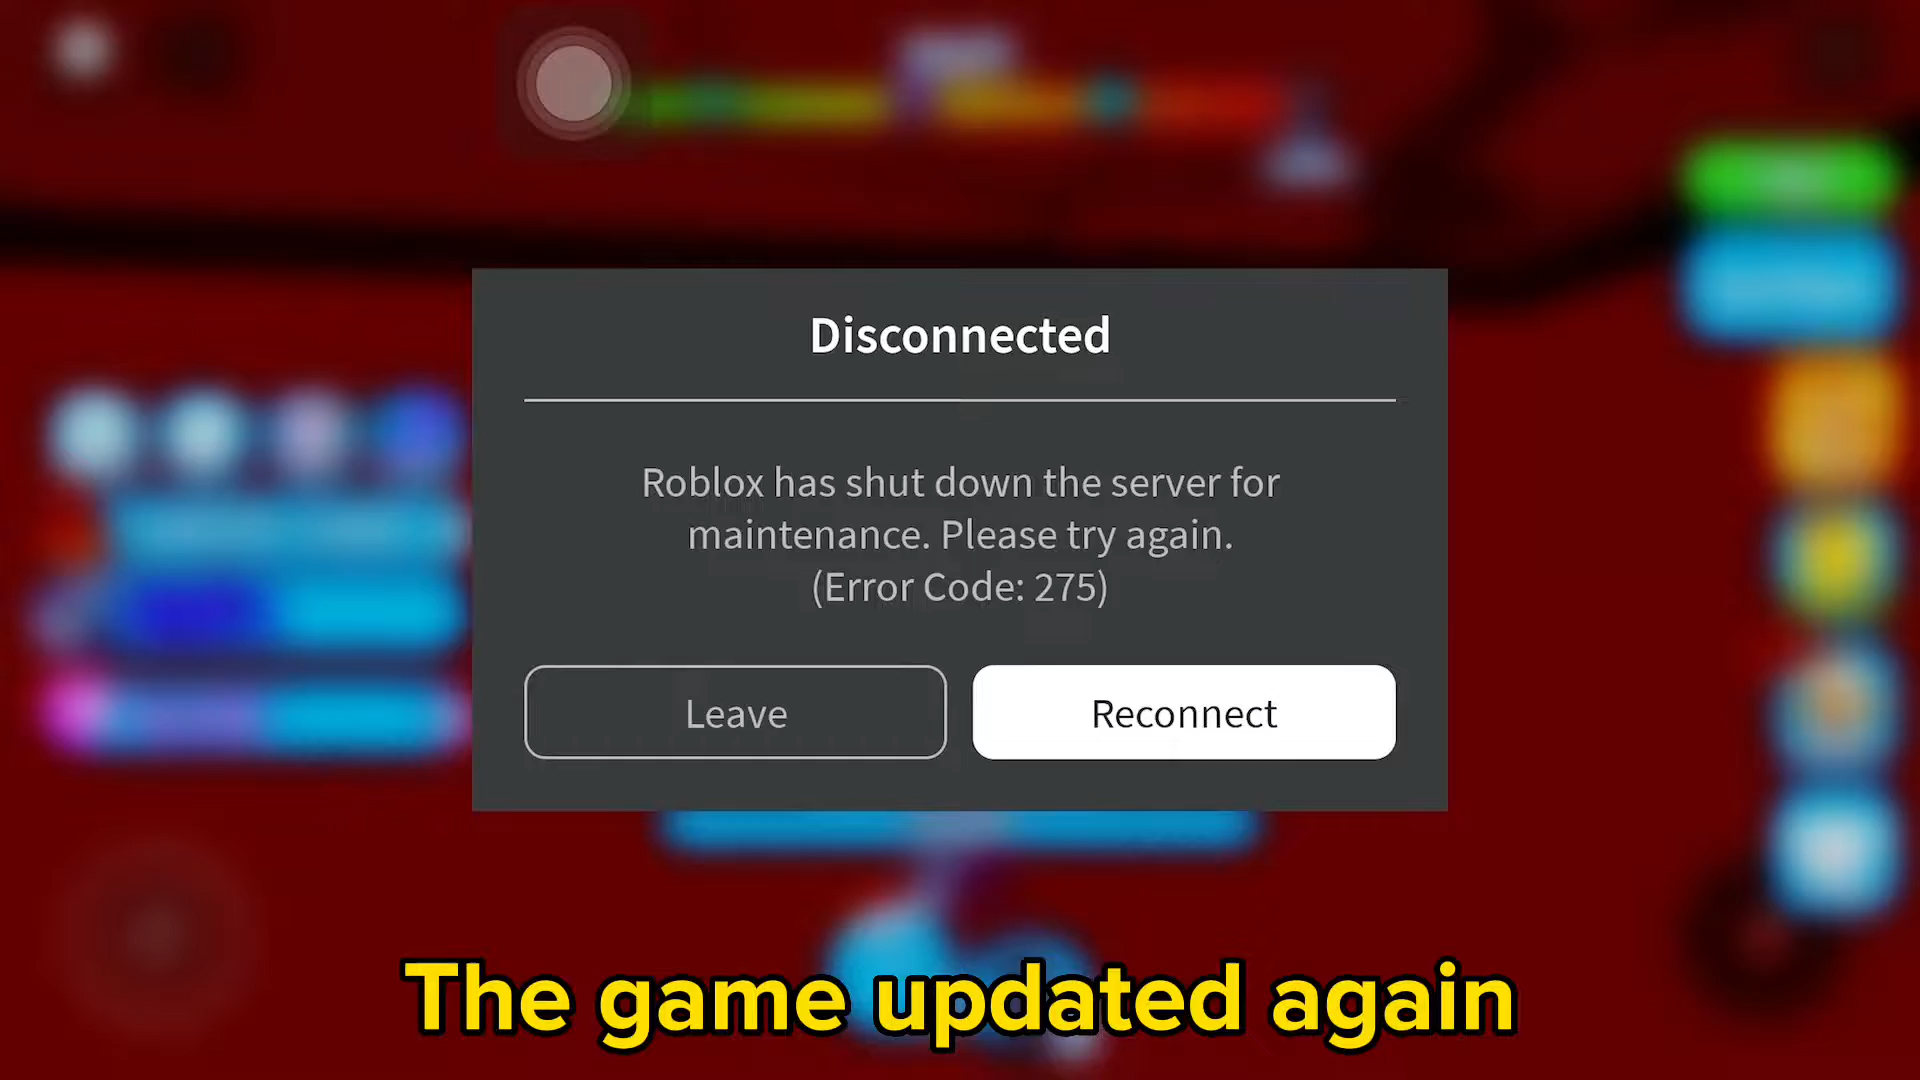 Disconnected
Roblox has shut down the server for
maintenance. Please try again.
(Error Code: 275)
Leave
Reconnect
The game updated again